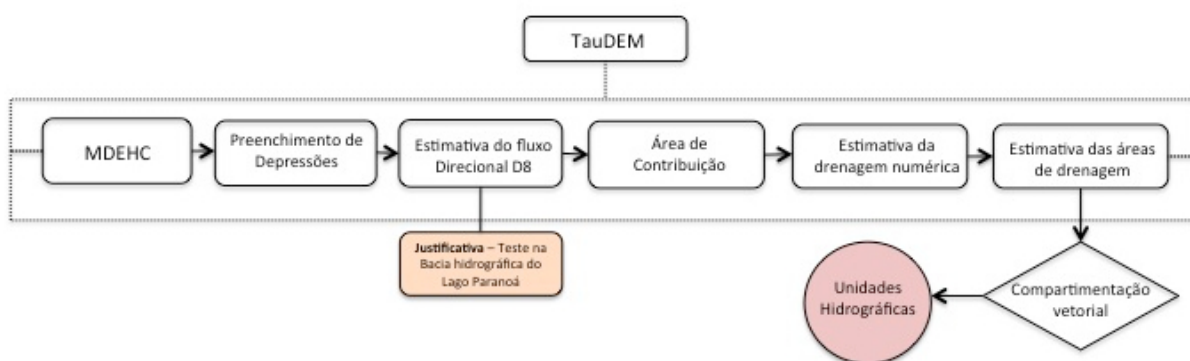 TauDEM
MDEHC
Preenchimento de
Depressões
Estimativa do fluxo
Direcional D8
Área de
Contribuição
Estimativa da
drenagem numérica
Estimativa das áreas
de drenagem
Justificativa – Teste na
Bacia hidrográfica do
Lago Paranoá
Unidades
Hidrográficas
Compartimentação
vetorial